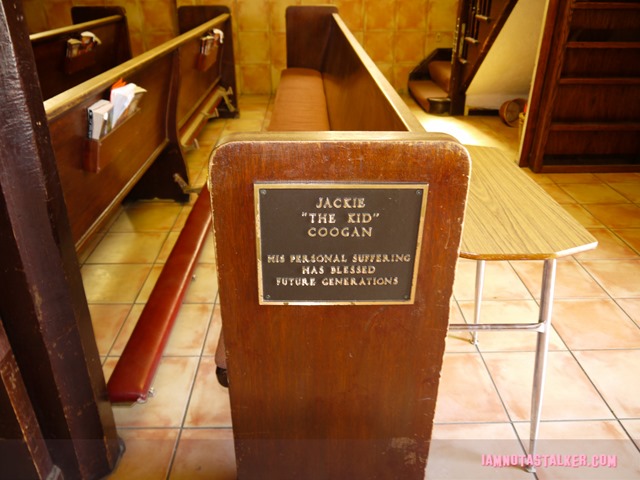 JACKIE
"THE KID"
COOGAN
HIS PERSONAL SUFFERING
HAS BLESSED
FUTURE GENERATIONS
IAMNOTASTALKER.COM